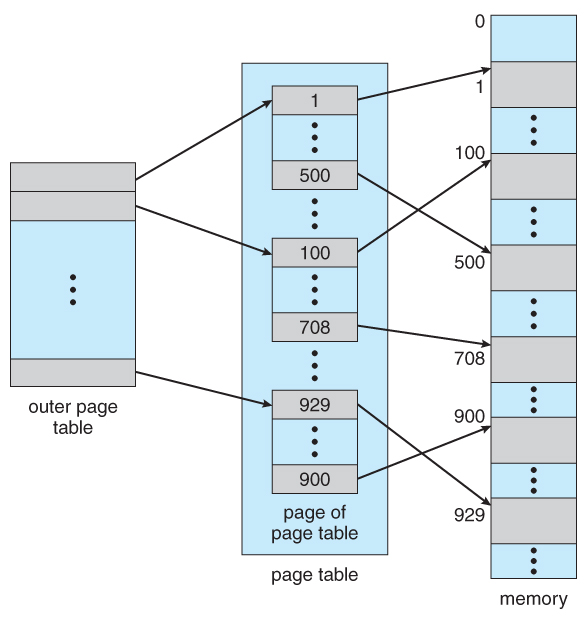 outer page
table
1
500
100
708
929
900
page of
page table
page table
0
1
100
500
708
900
929
memory